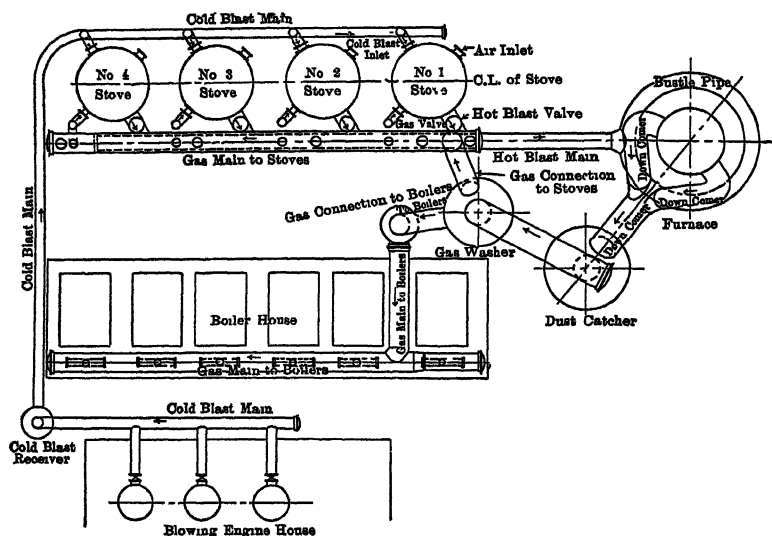 Cold Blast Main
Cold Blast
Inlet
Air Inlet
No 4
Stove
No 3
Stove
No 2
Stove
No 1
Stove
C.L. of Stove
Bustle Pipe
Gas Valve
Hot Blast Valve
Gas Main to Stoves
Hot Blast Main
Down Comer
Gas Connection
to Stoves
Down Comer
Furnace
Gas Connection to Boilers
To Boilers
Down Comer
Gas Washer
Cold Blast Main
Gas Main to Boilers
Dust Catcher
Boiler House
Gas Main to Boilers
Cold Blast Main
Cold Blast
Receiver
Blowing Engine House